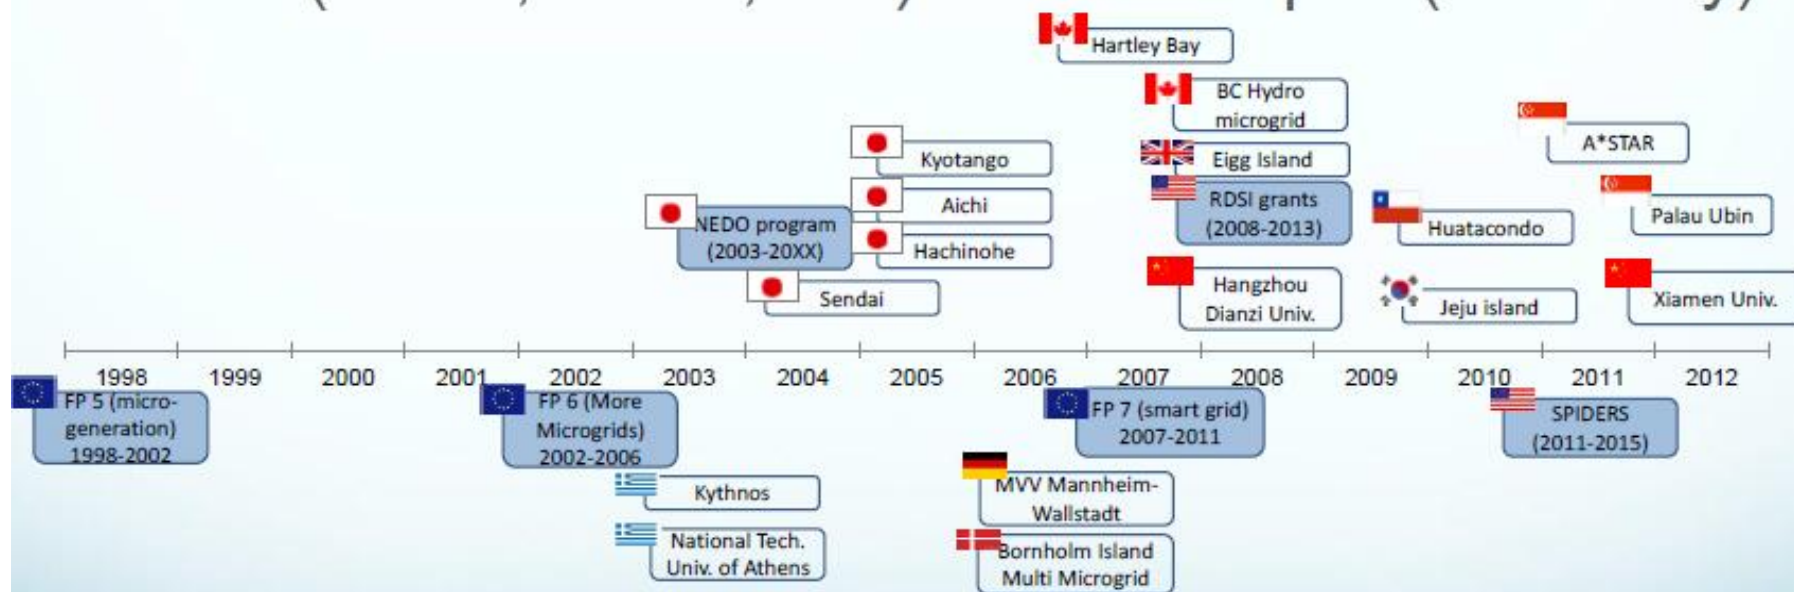 Hartley Bay
BC Hydro
microgrid
A*STAR
Kyotango
Eigg Island
Aichi
RDSI grants
(2008-2013)
Palau Ubin
NEDO program
(2003-20XX)
Huatacondo
Hachinohe
Hangzhou
Dianzi Univ.
Sendai
Jeju island
Xiamen Univ.
1998 1999 2000 2001 2002 2003 2004 2005 2006 2007 2008 2009 2010 2011 2012
FP 5 (micro-
generation)
1998-2002
FP 6 (More
Microgrids)
2002-2006
FP 7 (smart grid)
2007-2011
SPIDERS
(2011-2015)
Kythnos
MVV Mannheim-
Wallstadt
National Tech.
Univ. of Athens
Bornholm Island
Multi Microgrid